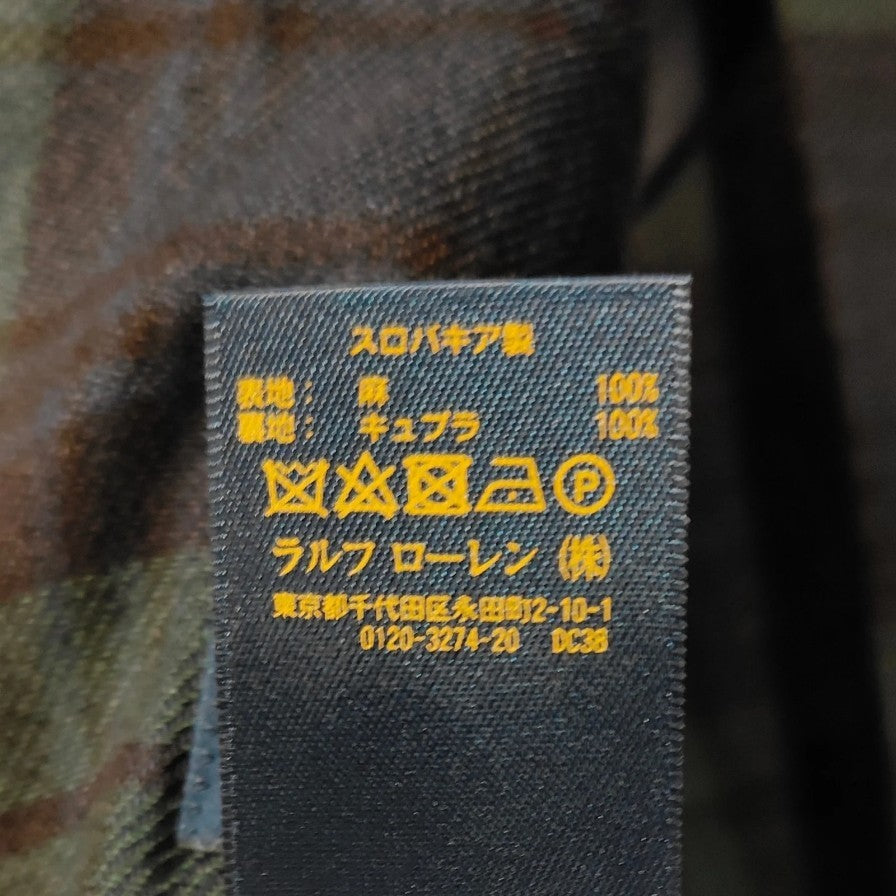 スロバキア製
表地： 麻 100%
裏地： キュプラ 100%
P
ラルフ ローレン (株)
東京都千代田区永田町2-10-1
0120-3274-20 DC38